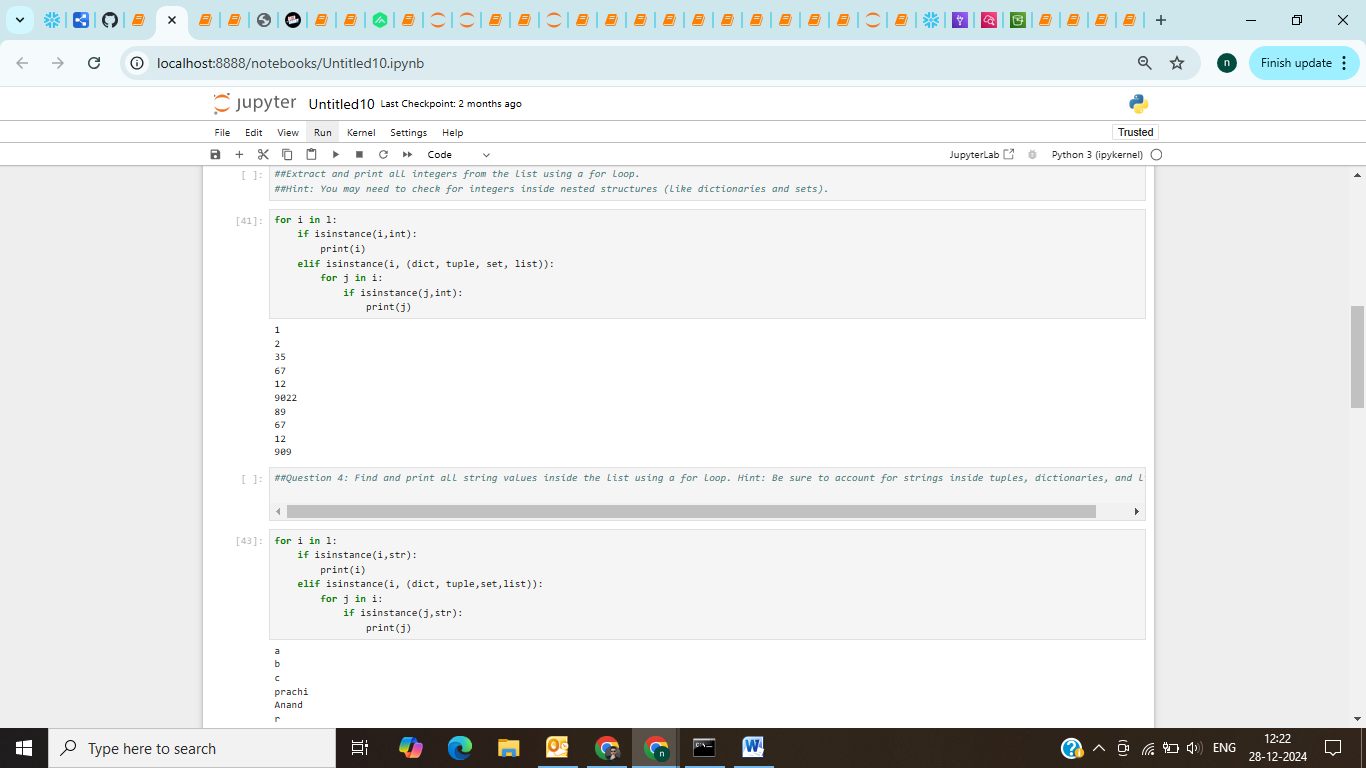 localhost:8888/notebooks/Untitled10.ipynb
n
Finish update
jupyter
Untitled10
Last Checkpoint: 2 months ago
File Edit View Run Kernel Settings Help
Trusted
Code
JupyterLab
Python 3 (ipykernel)
[ ]:
##Extract and print all integers from the list using a for loop.
##Hint: You may need to check for integers inside nested structures (like dictionaries and sets).
[41]:
for i in l:
    if isinstance(i,int):
        print(i)
    elif isinstance(i, (dict, tuple, set, list)):
        for j in i:
            if isinstance(j,int):
                print(j)
1
2
35
67
12
9022
89
67
12
909
[ ]:
##Question 4: Find and print all string values inside the list using a for loop. Hint: Be sure to account for strings inside tuples, dictionaries, and l
[43]:
for i in l:
    if isinstance(i,str):
        print(i)
    elif isinstance(i, (dict, tuple,set,list)):
        for j in i:
            if isinstance(j,str):
                print(j)
a
b
c
prachi
Anand
r
Type here to search
ENG
12:22
28-12-2024